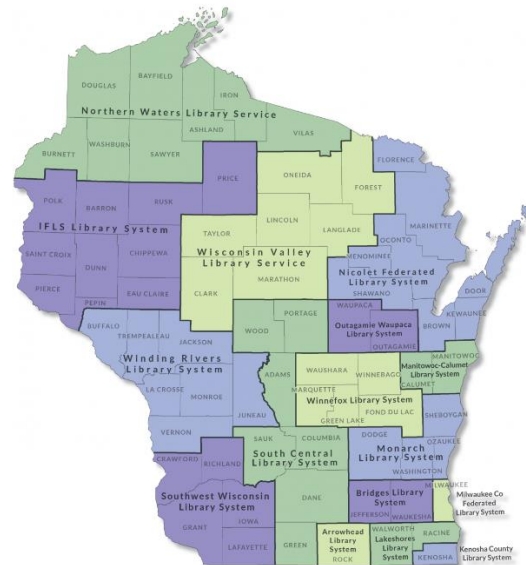 DOUGLAS
BAYFIELD
IRON
Northern Waters Library Service
ASHLAND
VILAS
BURNETT
WASHBURN
SAWYER
FLORENCE
PRICE
ONEIDA
FOREST
POLK
BARRON
RUSK
IFLS Library System
TAYLOR
LINCOLN
LANGLADE
MARINETTE
OCONTO
SAINT CROIX
DUNN
CHIPPEWA
Wisconsin Valley
Library Service
MENOMINEE
Nicolet Federated
Library System
PIERCE
PEPIN
EAU CLAIRE
CLARK
MARATHON
SHAWANO
DOOR
KEWAUNEE
BROWN
BUFFALO
TREMPEALEAU
JACKSON
WOOD
PORTAGE
WAUPACA
Outagamie Waupaca
Library System
OUTAGAMIE
Winding Rivers
Library System
ADAMS
WAUSHARA
WINNEBAGO
MANITOWOC
Manitowoc-Calumet
Library System
CALUMET
LA CROSSE
MONROE
JUNEAU
MARQUETTE
Winnefox Library System
GREEN LAKE
FOND DU LAC
SHEBOYGAN
VERNON
CRAWFORD
RICHLAND
SAUK
COLUMBIA
South Central
Library System
DODGE
OZAUKEE
Monarch
Library System
WASHINGTON
MILWAUKEE
Milwaukee Co
Federated
Library System
Southwest Wisconsin
Library System
GRANT
IOWA
LAFAYETTE
DANE
GREEN
Bridges Library
System
JEFFERSON
WAUKESHA
Arrowhead
Library
System
ROCK
WALWORTH
Lakeshores
Library
System
RACINE
KENOSHA
Kenosha County
Library System